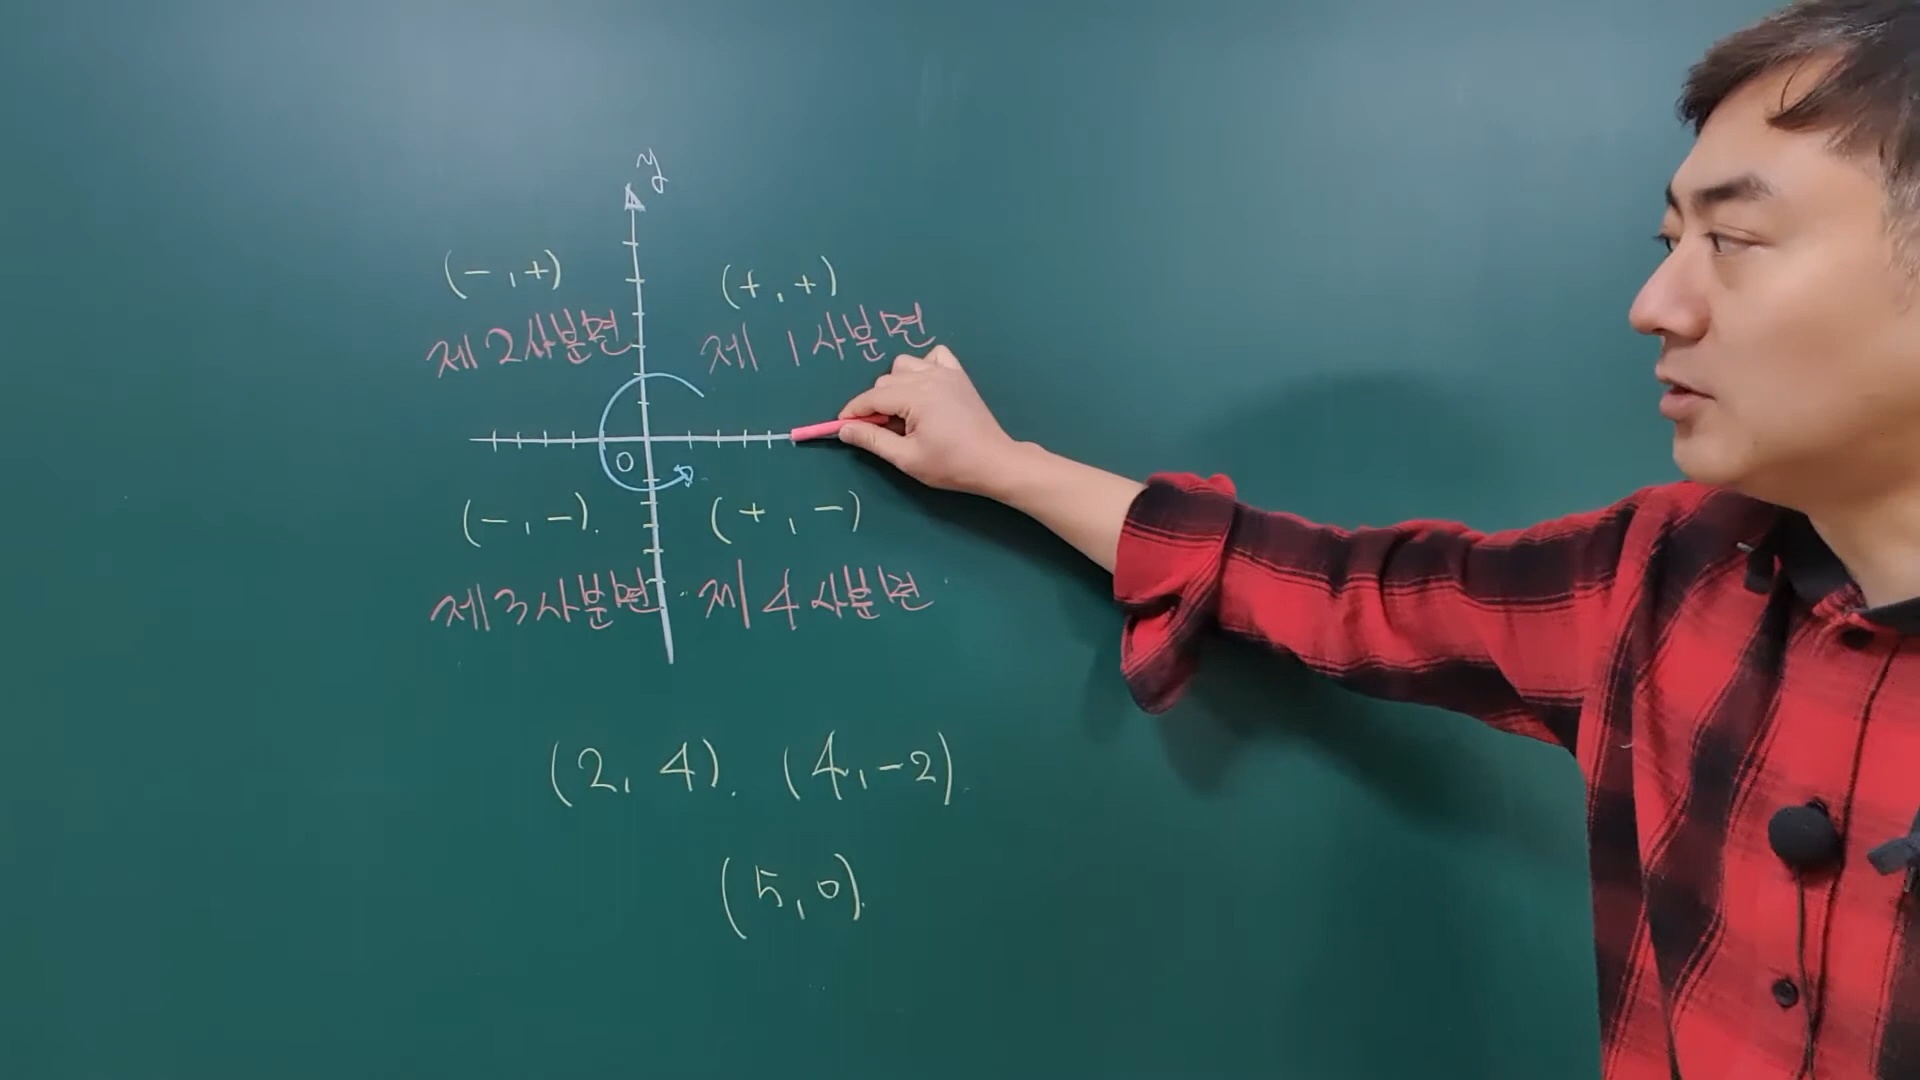 y
(-,+) (+,+)
제2사분면 제1사분면
0
(-,-). (+,-)
제3사분면 제4사분면
(2, 4). (4,-2).
(5,0).